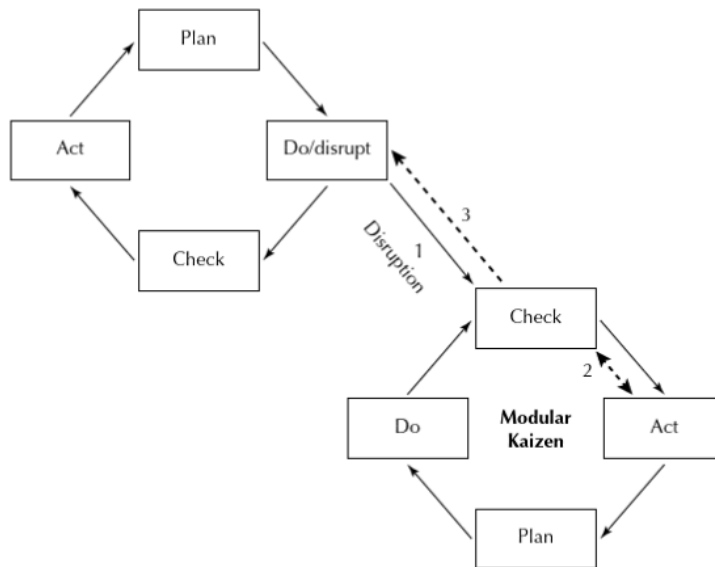 Plan
Act
Do/disrupt
Check
Disruption
1
3
Check
2
Do
Modular
Kaizen
Act
Plan